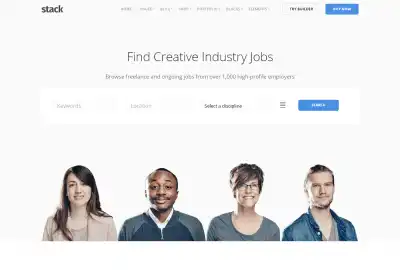 stack
HOME PAGES BLOG SHOP PORTFOLIO BLOCKS ELEMENTS TRY BUILDER BUY NOW
Find Creative Industry Jobs
Browse freelance and ongoing jobs from over 1,000 high-profile employers
Keywords Location Select a discipline SEARCH